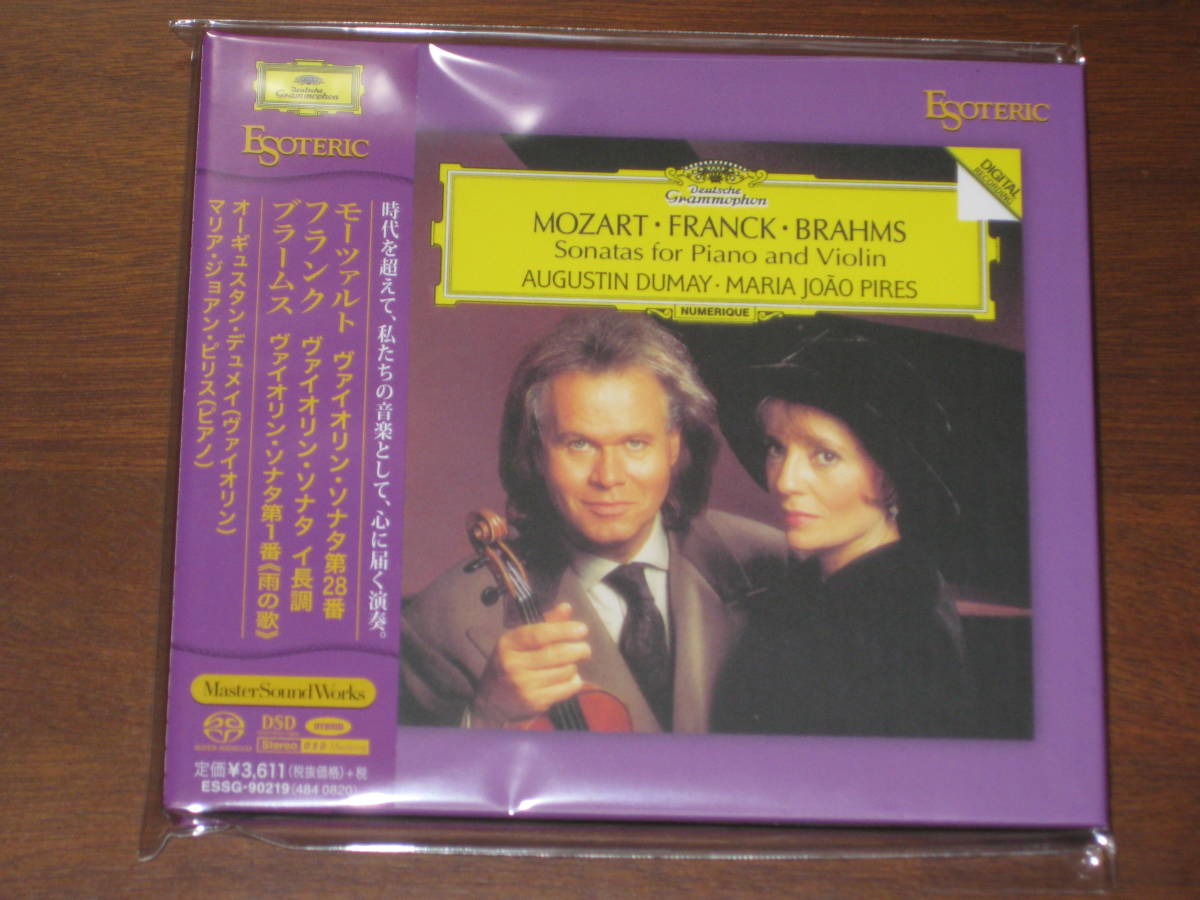 Deutsche
Grammophon
ESOTERIC
時代を超えて、私たちの音楽として、心に届く演奏。
モーツァルト ヴァイオリン・ソナタ第28番
フランク ヴァイオリン・ソナタ イ長調
ブラームス ヴァイオリン・ソナタ第1番《雨の歌》
オーギュスタン・デュメイ(ヴァイオリン)
マリア・ジョアン・ピリス(ピアノ)
MasterSoundWorks
SUPER AUDIO CD
DSD
HYBRID
Stereo
DSD Mastering
定価¥3,611(税抜価格)+税
ESSG-90219(484 0820)
ESOTERIC
DIGITAL
RECORDING
Deutsche
Grammophon
MOZART・FRANCK・BRAHMS
Sonatas for Piano and Violin
AUGUSTIN DUMAY・MARIA JOÃO PIRES
NUMERIQUE